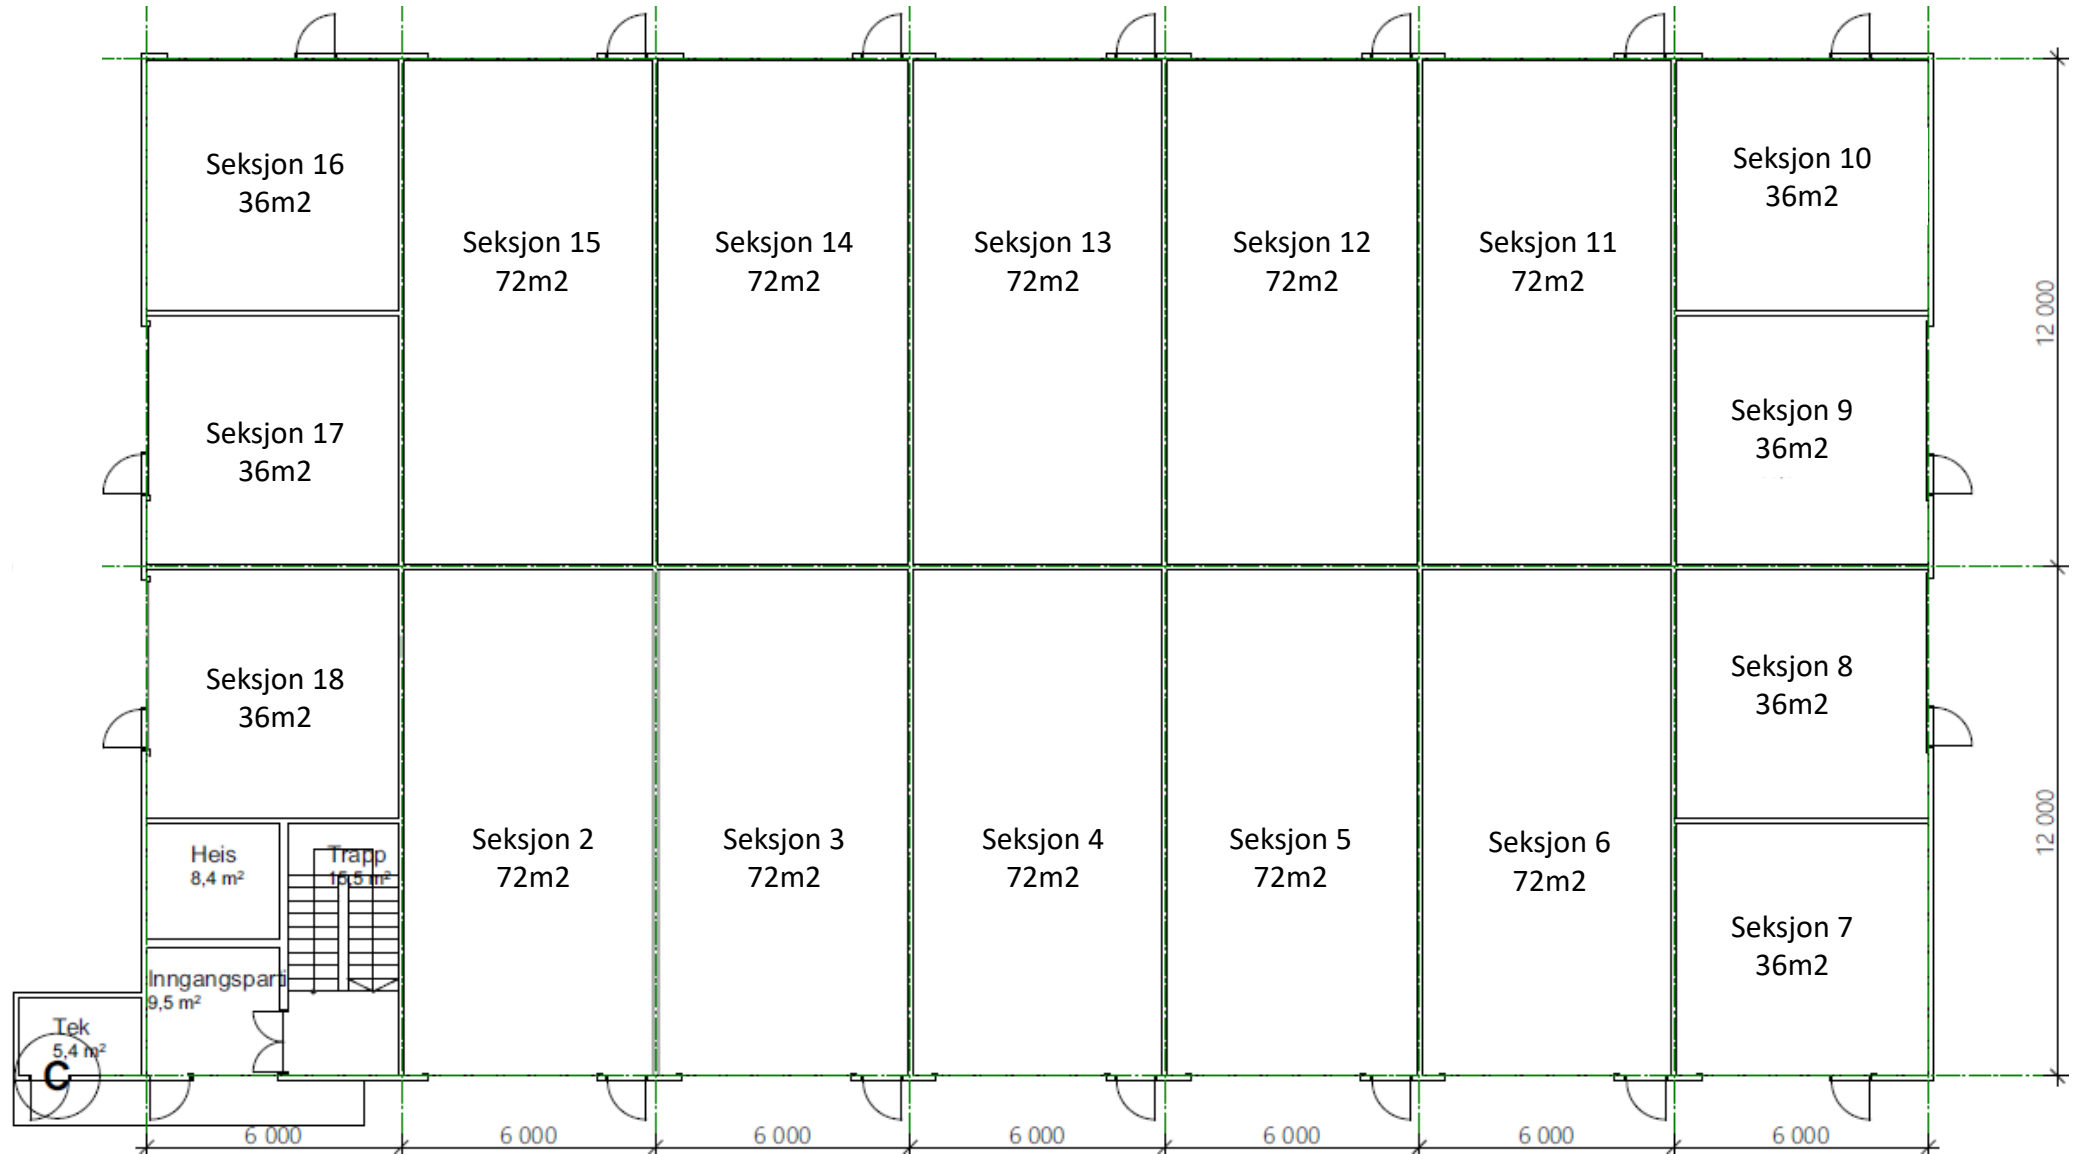 Seksjon 16
36m2
Seksjon 15
72m2
Seksjon 14
72m2
Seksjon 13
72m2
Seksjon 12
72m2
Seksjon 11
72m2
Seksjon 10
36m2
12 000
Seksjon 17
36m2
Seksjon 9
36m2
Seksjon 18
36m2
Seksjon 8
36m2
Heis
8,4 m²
Trapp
15,5 m²
Seksjon 2
72m2
Seksjon 3
72m2
Seksjon 4
72m2
Seksjon 5
72m2
Seksjon 6
72m2
12 000
Seksjon 7
36m2
Inngangsparti
9,5 m²
Tek
5,4 m²
C
6 000
6 000
6 000
6 000
6 000
6 000
6 000